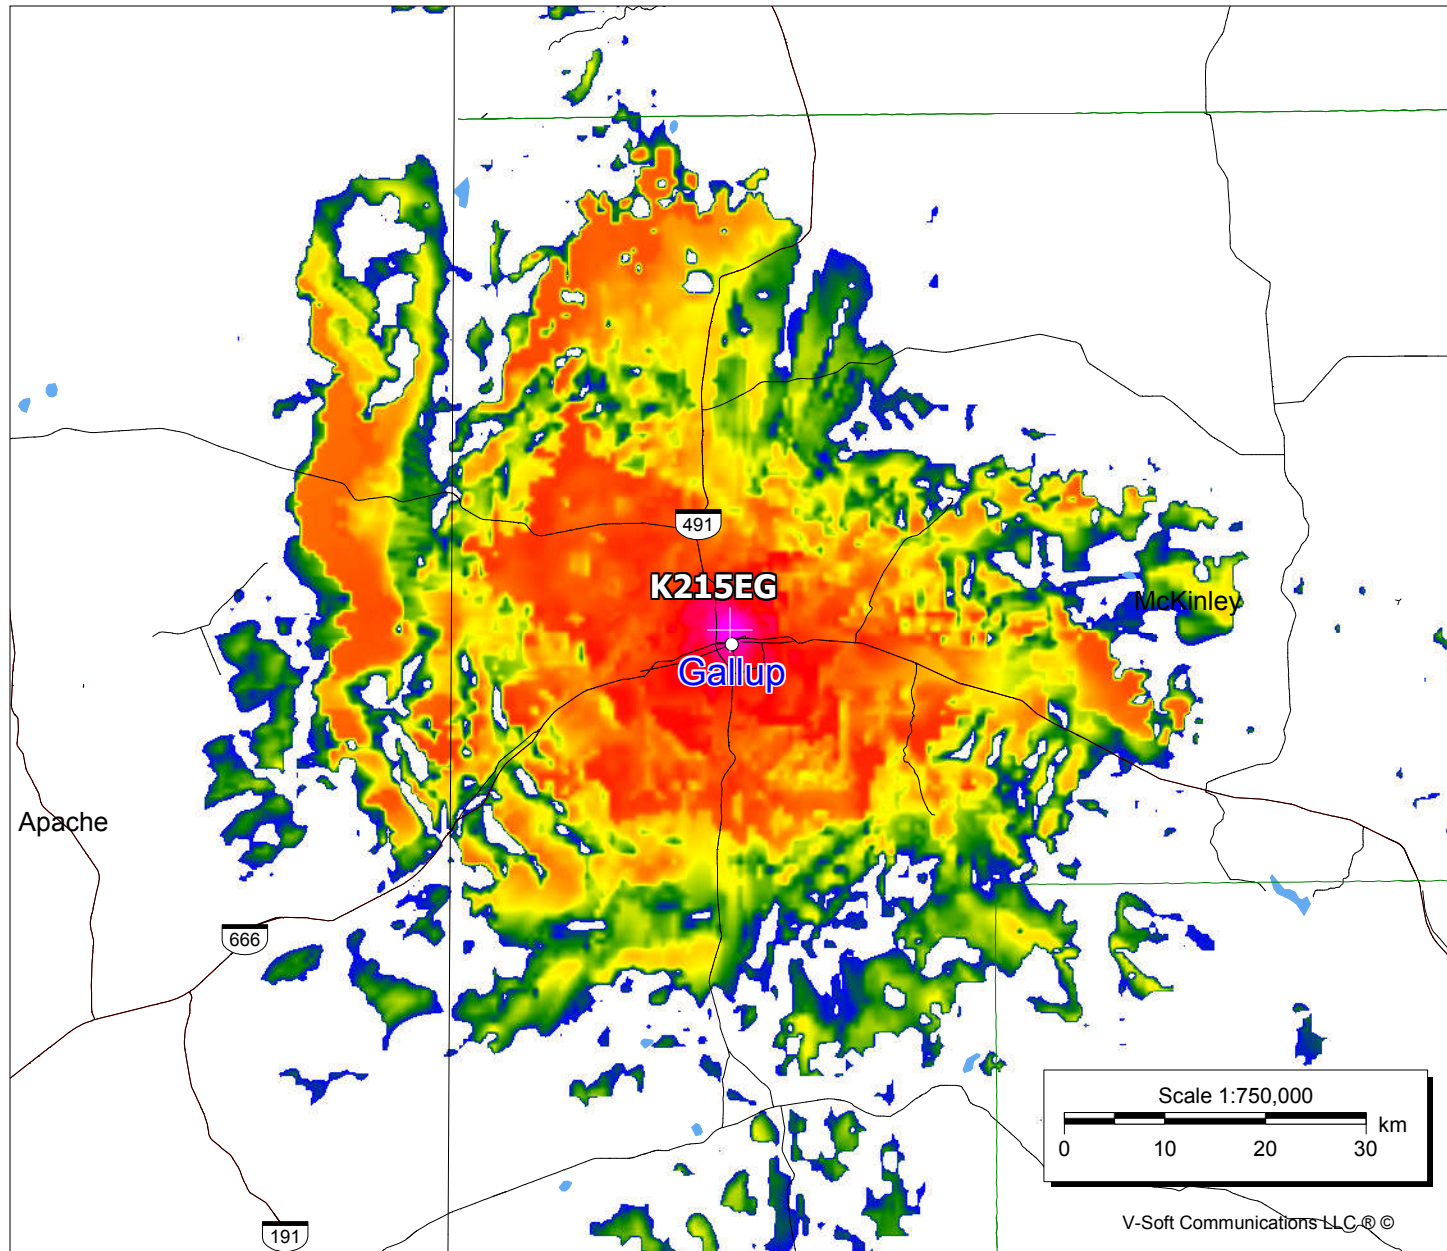 491
K215EG
McKinley
Gallup
Apache
666
Scale 1:750,000
km
0 10 20 30
191
V-Soft Communications LLC ® ©